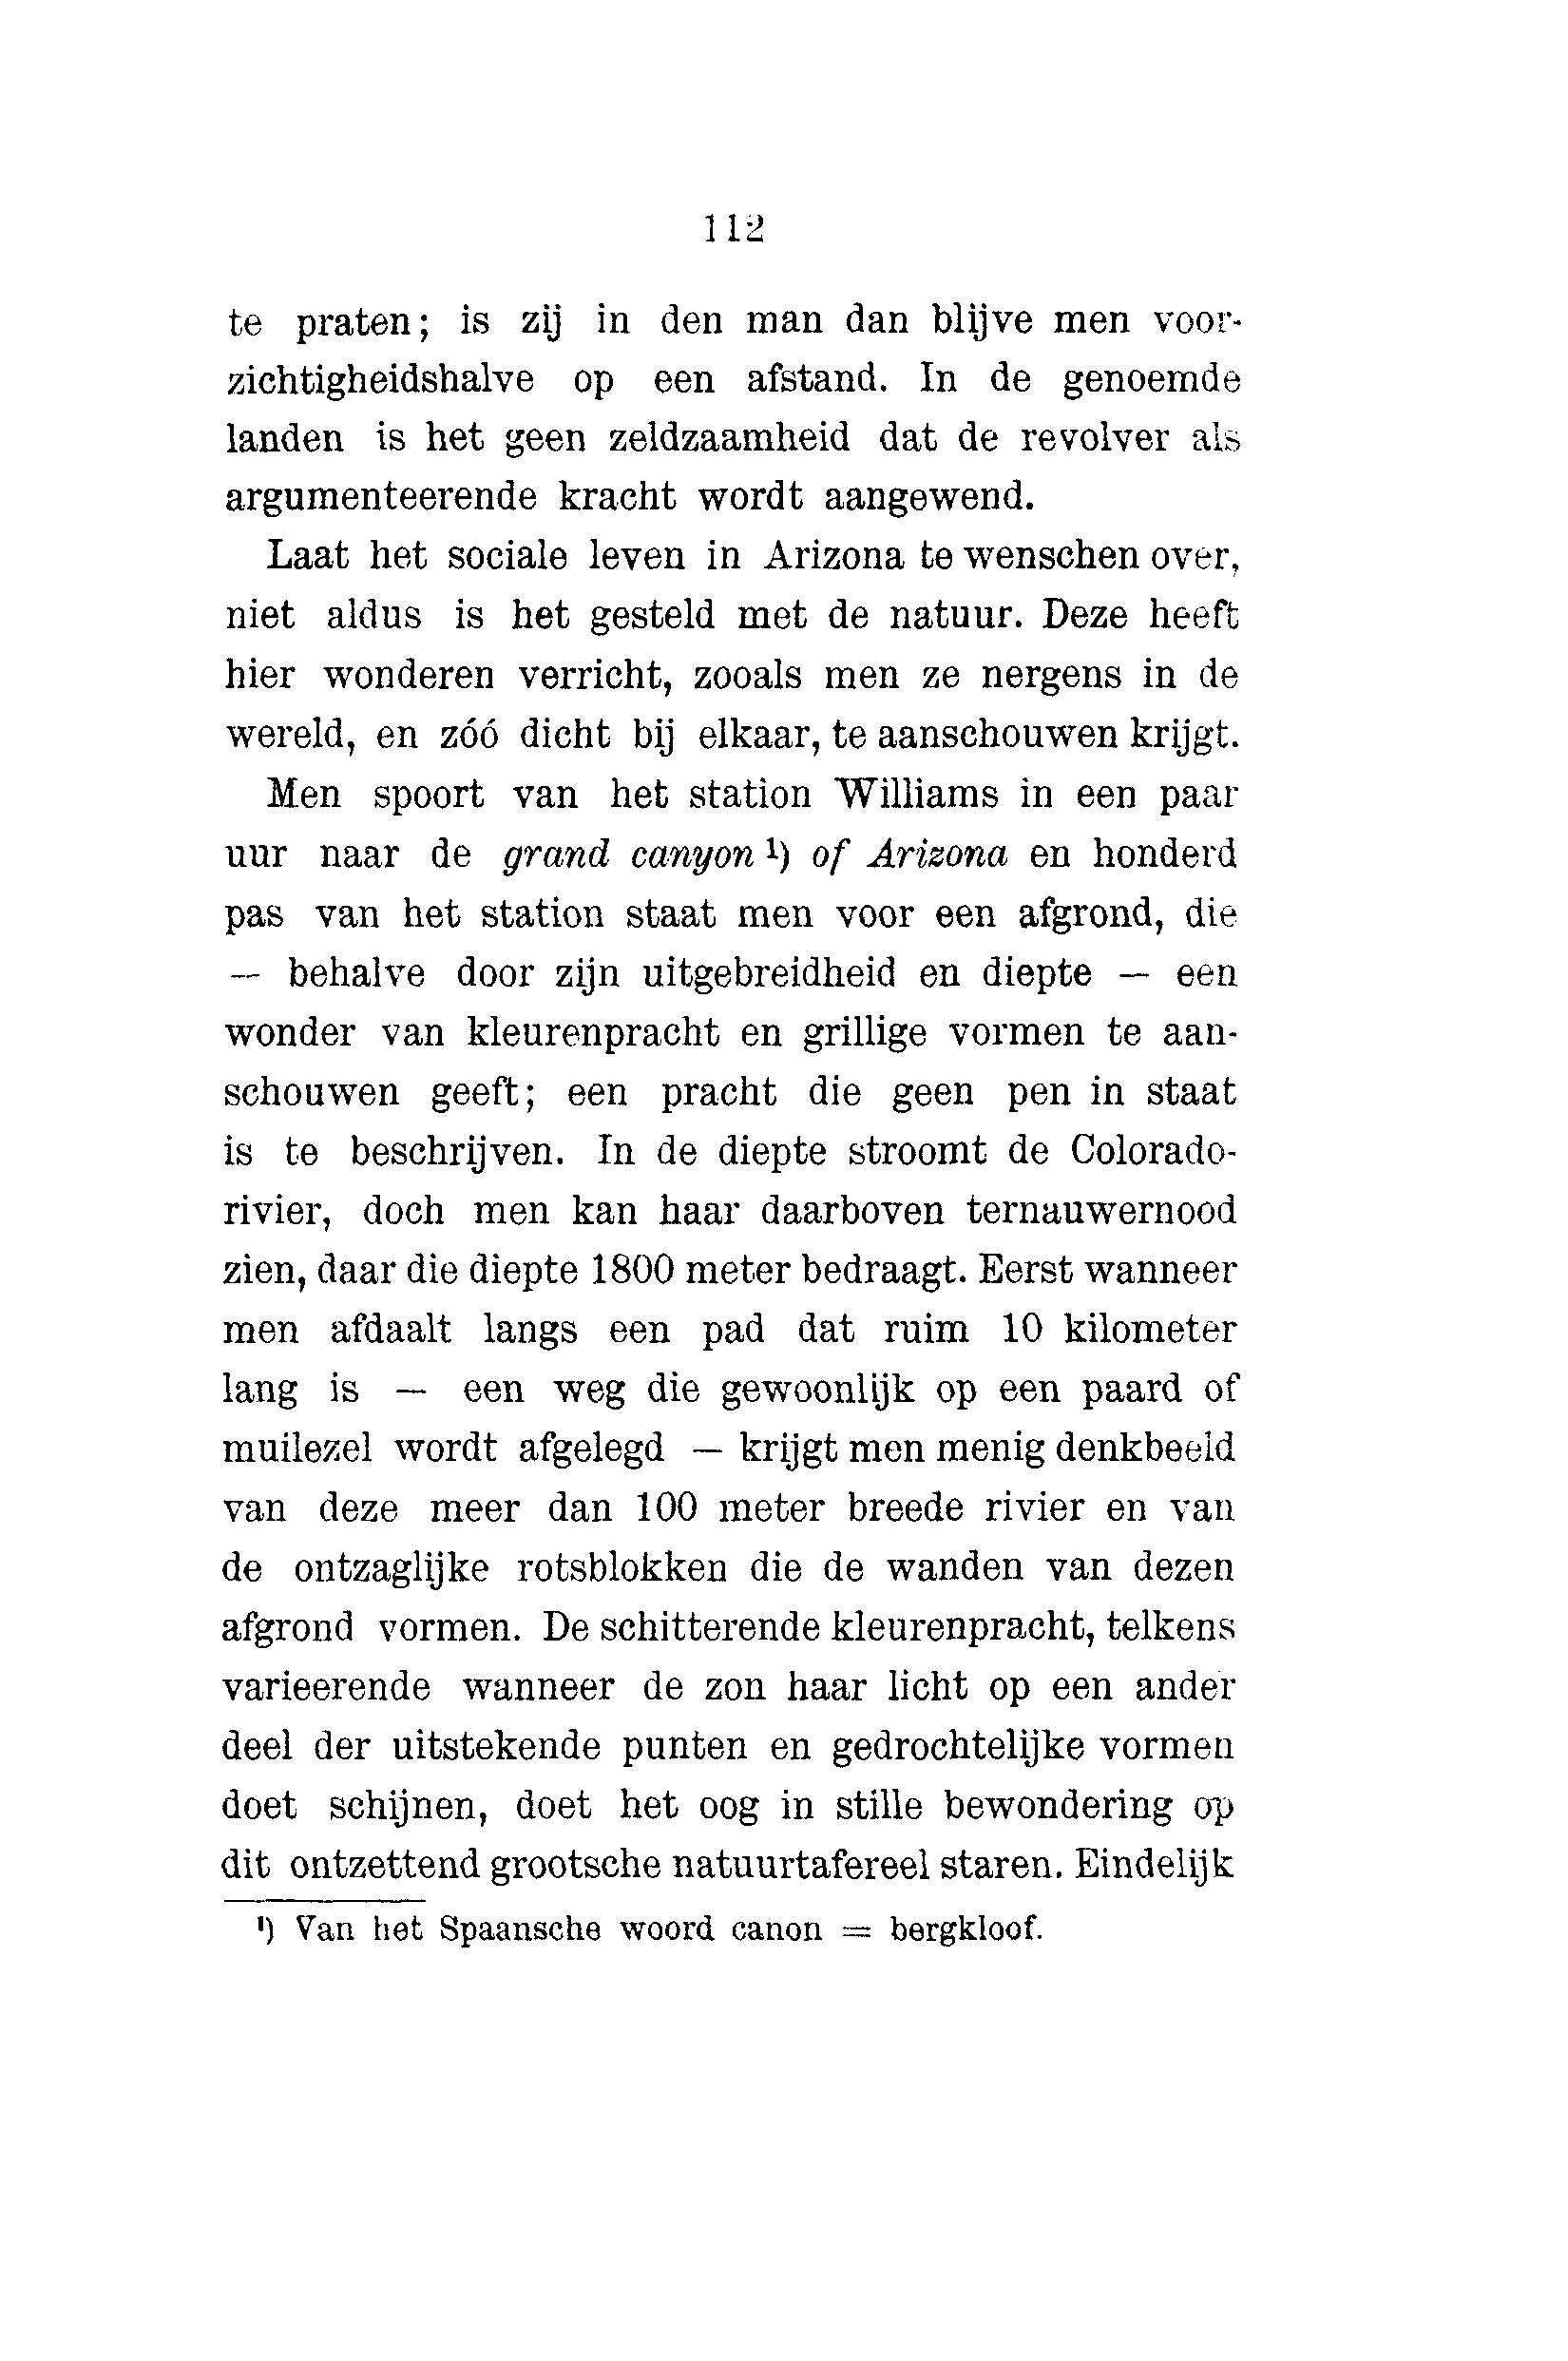 112
te praten; is zij in den man dan blijve men voor-
zichtigheidshalve op een afstand. In de genoemde
landen is het geen zeldzaamheid dat de revolver als
argumenteerende kracht wordt aangewend.
Laat het sociale leven in Arizona te wenschen over,
niet aldus is het gesteld met de natuur. Deze heeft
hier wonderen verricht, zooals men ze nergens in de
wereld, en zóó dicht bij elkaar, te aanschouwen krijgt.
Men spoort van het station Williams in een paar
uur naar de grand canyon ¹) of Arizona en honderd
pas van het station staat men voor een afgrond, die
— behalve door zijn uitgebreidheid en diepte — een
wonder van kleurenpracht en grillige vormen te aan-
schouwen geeft; een pracht die geen pen in staat
is te beschrijven. In de diepte stroomt de Colorado-
rivier, doch men kan haar daarboven ternauwernood
zien, daar die diepte 1800 meter bedraagt. Eerst wanneer
men afdaalt langs een pad dat ruim 10 kilometer
lang is — een weg die gewoonlijk op een paard of
muilezel wordt afgelegd — krijgt men menig denkbeeld
van deze meer dan 100 meter breede rivier en van
de ontzaglijke rotsblokken die de wanden van dezen
afgrond vormen. De schitterende kleurenpracht, telkens
varieerende wanneer de zon haar licht op een ander
deel der uitstekende punten en gedrochtelijke vormen
doet schijnen, doet het oog in stille bewondering op
dit ontzettend grootsche natuurtafereel staren. Eindelijk
¹) Van het Spaansche woord canon = bergkloof.